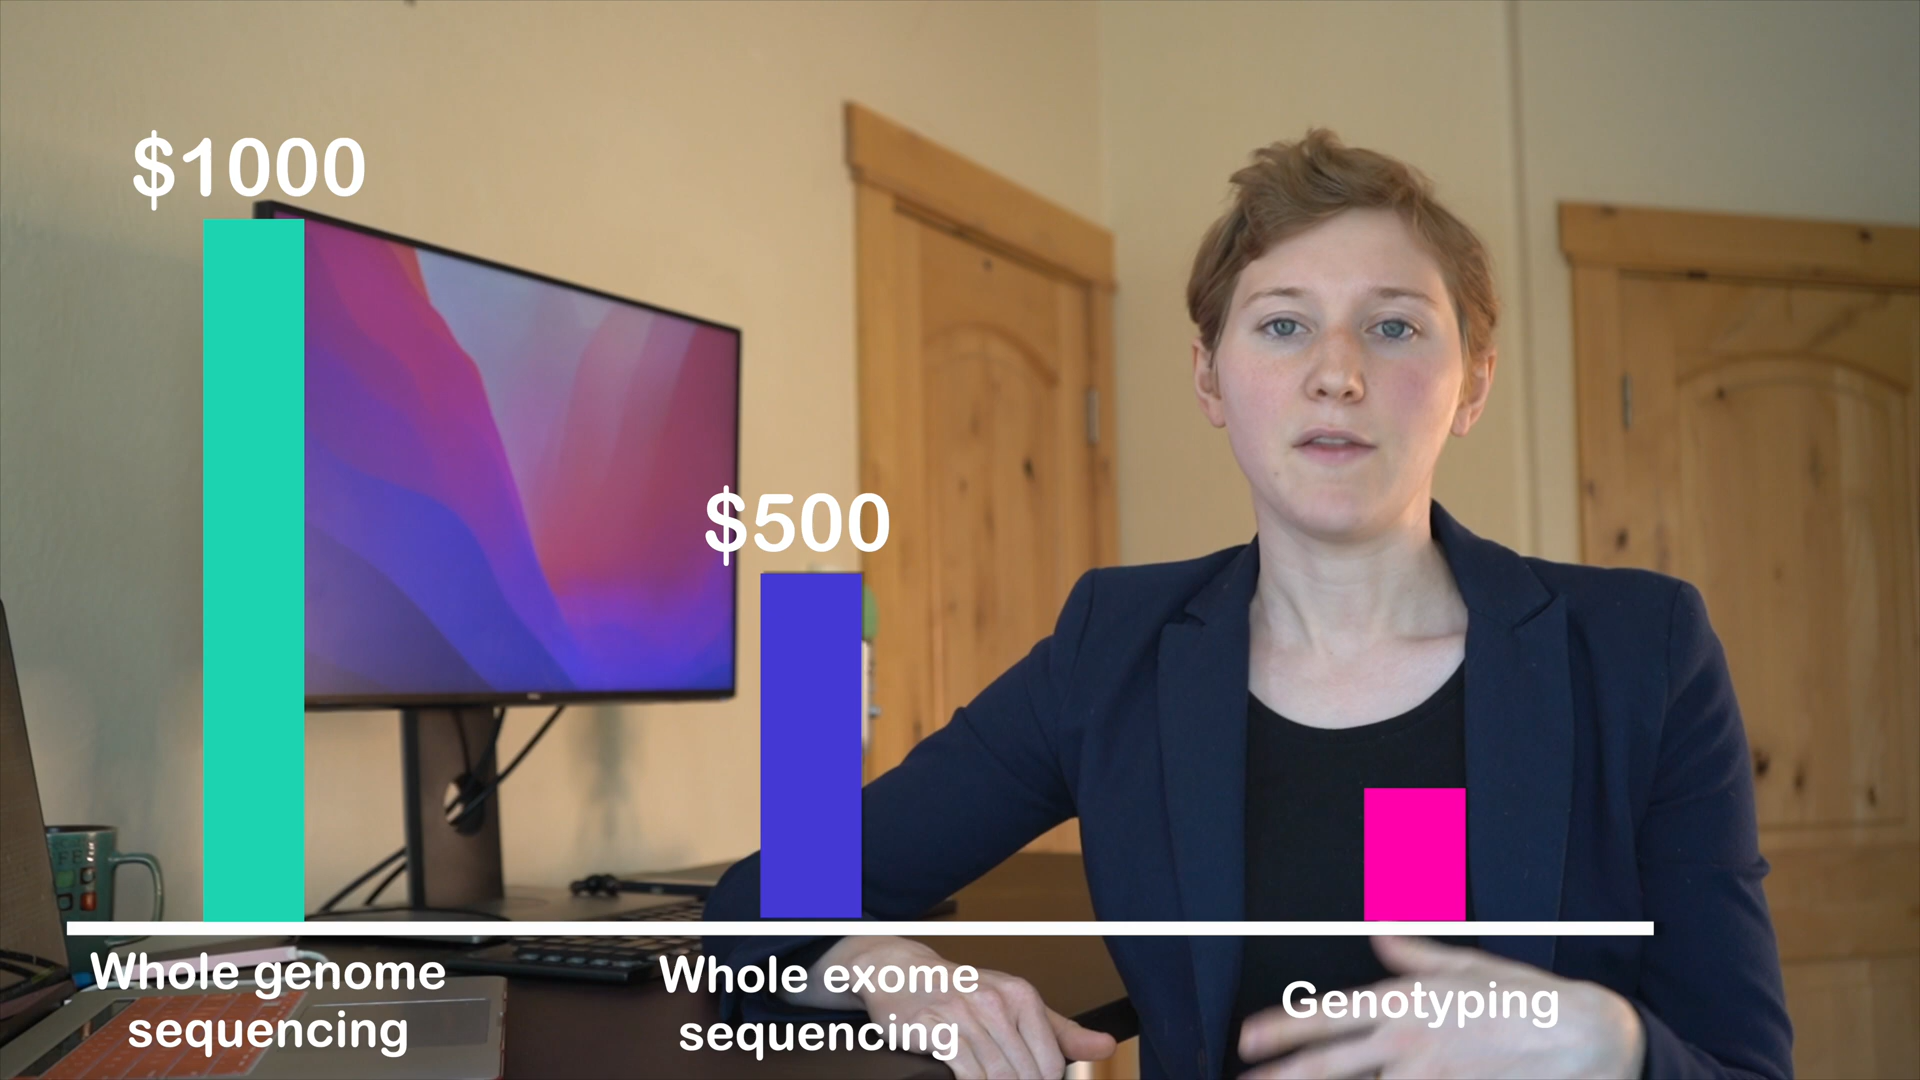 $1000
$500
Whole genome
sequencing
Whole exome
sequencing
Genotyping